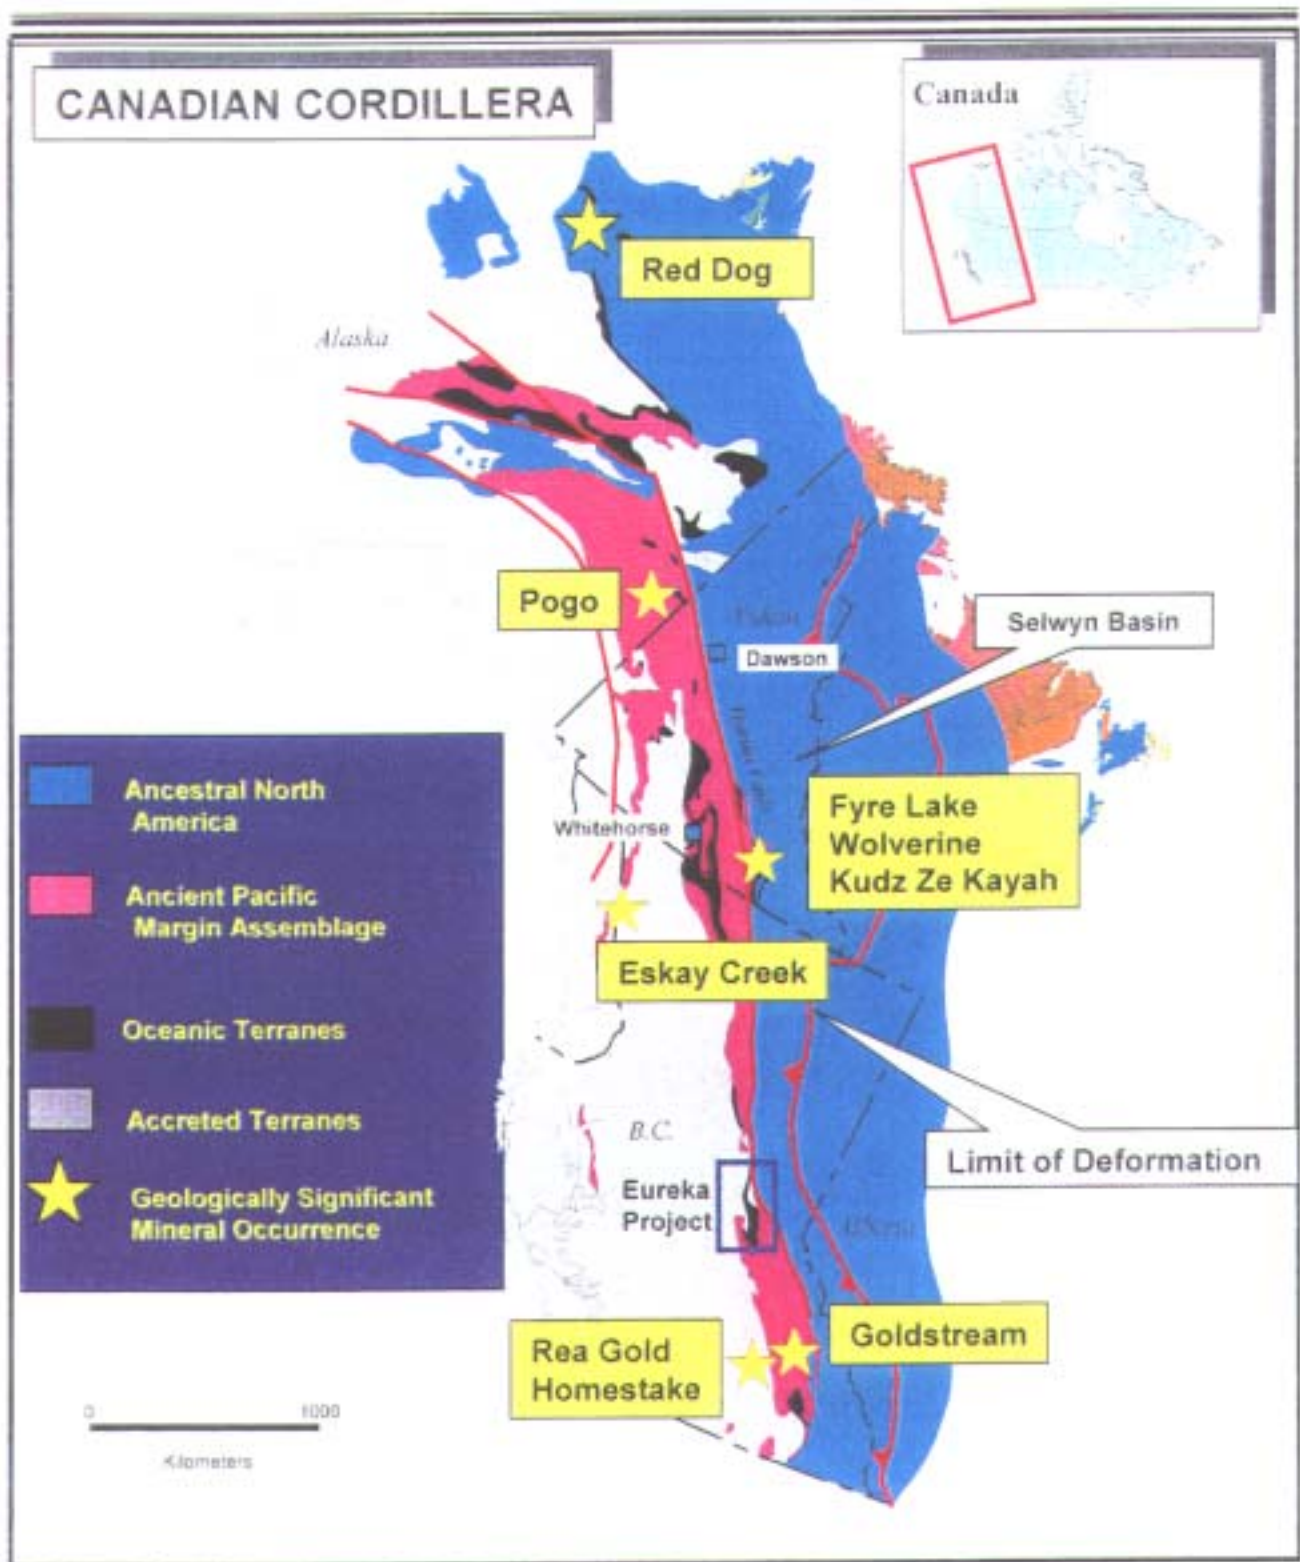 CANADIAN CORDILLERA
Canada
Red Dog
Alaska
Pogo
Selwyn Basin
Yukon
Dawson
Ancestral North
America
Fyre Lake
Wolverine
Kudz Ze Kayah
Whitehorse
Ancient Pacific
Margin Assemblage
Eskay Creek
Oceanic Terranes
Accreted Terranes
B.C.
Limit of Deformation
Eureka
Project
Geologically Significant
Mineral Occurrence
Alberta
Goldstream
Rea Gold
Homestake
0 1000
Kilometers